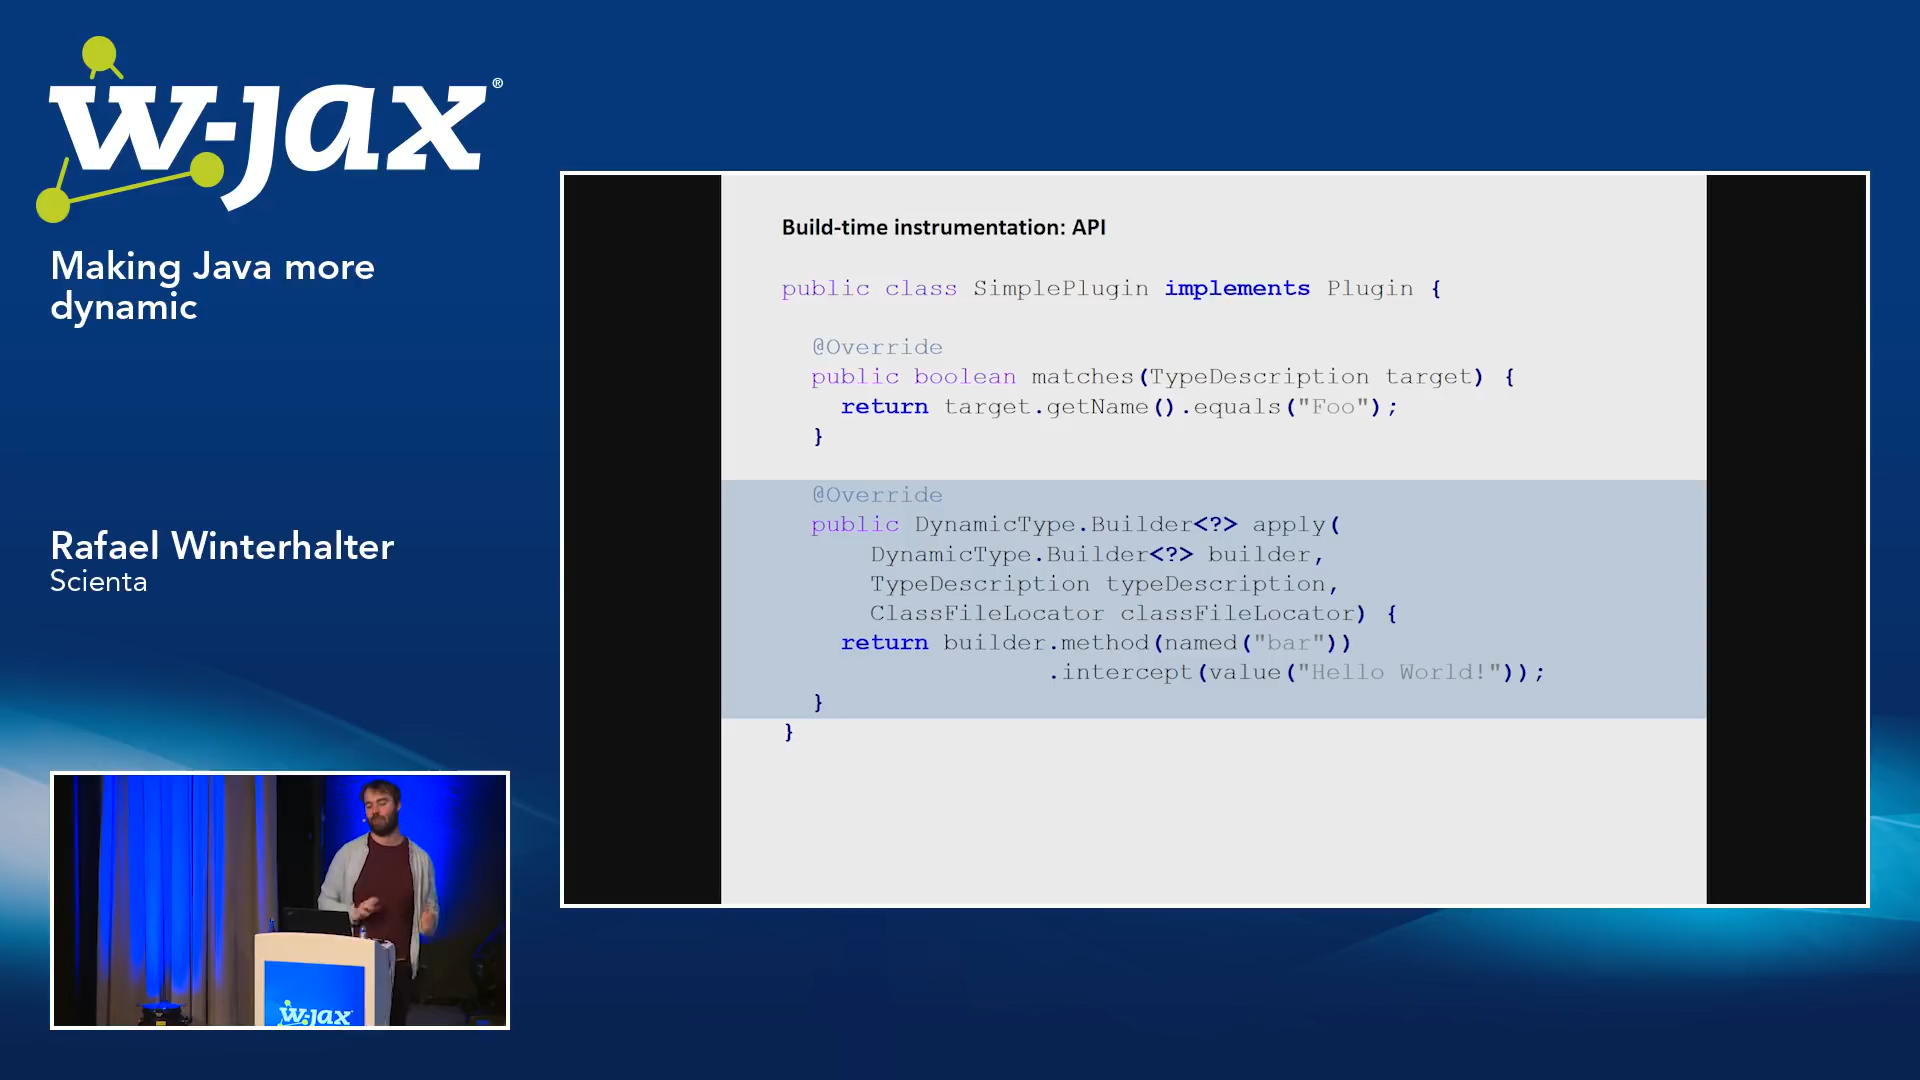 w-jax®
Making Java more
dynamic
Rafael Winterhalter
Scienta
Build-time instrumentation: API
public class SimplePlugin implements Plugin {
@Override
public boolean matches(TypeDescription target) {
return target.getName().equals("Foo");
}
@Override
public DynamicType.Builder<?> apply(
DynamicType.Builder<?> builder,
TypeDescription typeDescription,
ClassFileLocator classFileLocator) {
return builder.method(named("bar"))
.intercept(value("Hello World!"));
}
}
w-jax